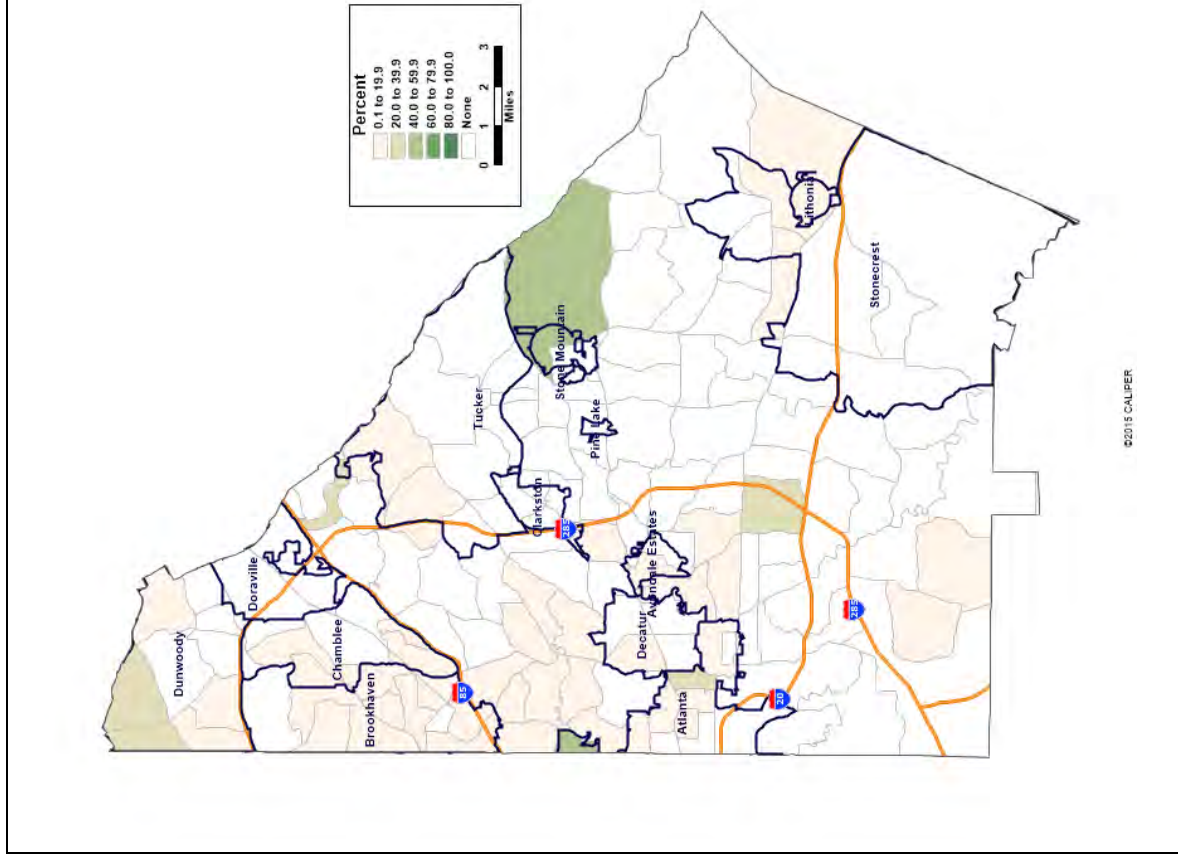 Percent
0.1 to 19.9
20.0 to 39.9
40.0 to 59.9
60.0 to 79.9
80.0 to 100.0
None
0 1 2 3
Miles
Dunwoody
Doraville
Chamblee
Brookhaven
85
Tucker
Clarkston
285
Stone Mountain
Pine Lake
Avondale Estates
Decatur
Atlanta
20
285
Lithonia
Stonecrest
©2015 CALIPER